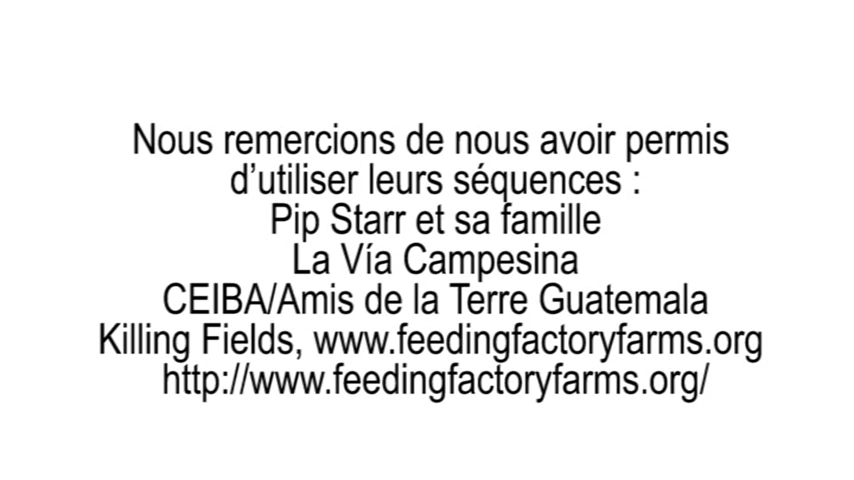 Nous remercions de nous avoir permis
d’utiliser leurs séquences :
Pip Starr et sa famille
La Vía Campesina
CEIBA/Amis de la Terre Guatemala
Killing Fields, www.feedingfactoryfarms.org
http://www.feedingfactoryfarms.org/